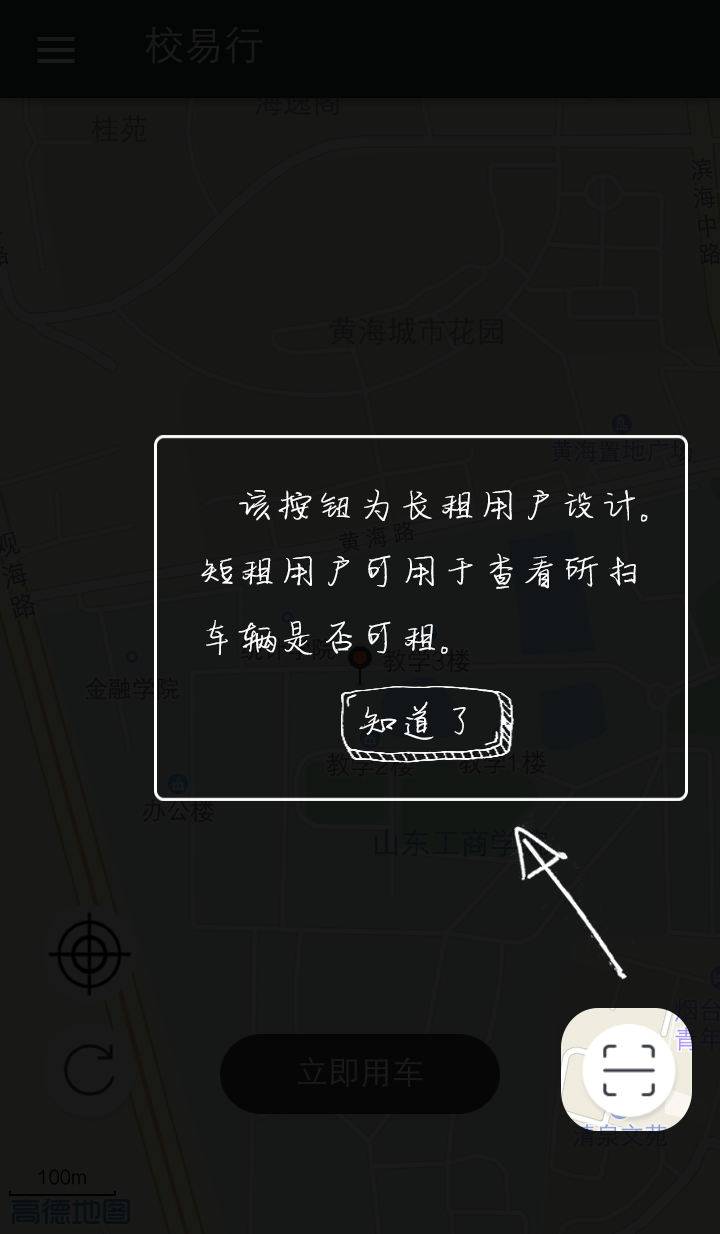 校易行
海逸阁
桂苑
滨海中路
黄海城市花园
黄海置地广场
该按钮为长租用户设计。
观海路
黄海路
短租用户可用于查看所扫
车辆是否可租。
教学3楼
金融学院
知道了
教学2楼
教学1楼
办公楼
山东工商学院
烟台
青年
立即用车
清泉文苑
100m
高德地图